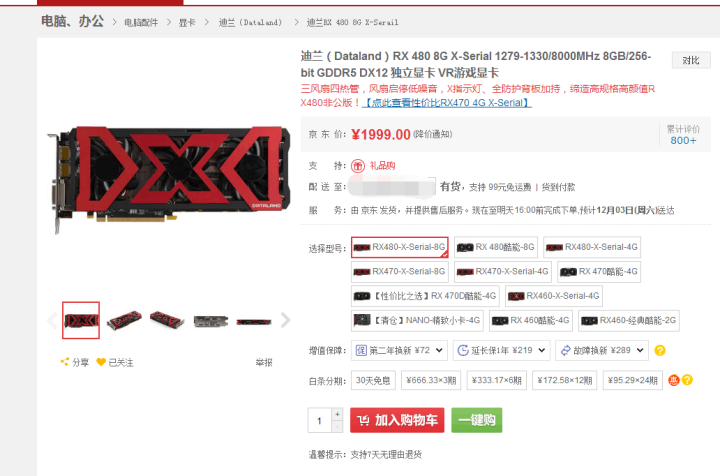 电脑、办公 > 电脑配件 > 显卡 > 迪兰（Dataland） > 迪兰RX 480 8G X-Serail
迪兰（Dataland）RX 480 8G X-Serial 1279-1330/8000MHz 8GB/256-
bit GDDR5 DX12 独立显卡 VR游戏显卡
对比
三风扇四热管，风扇启停低噪音，X指示灯、全防护背板加持，缔造高规格高颜值R
X480非公版！【点此查看性价比RX470 4G X-Serial】
京 东 价： ¥1999.00 (降价通知)
累计评价
800+
支 持： 礼品购
配 送 至： 有货，支持 99元免运费 | 货到付款
服 务： 由 京东 发货，并提供售后服务。现在至明天16:00前完成下单,预计12月03日(周六)送达
选择型号： RX480-X-Serial-8G RX 480酷能-8G RX480-X-Serial-4G
RX470-X-Serial-8G RX470-X-Serial-4G RX 470酷能-4G
【性价比之选】RX 470D酷能-4G RX460-X-Serial-4G
【清仓】NANO-精致小卡-4G RX 460酷能-4G RX460-经典酷能-2G
DATALAND
分享 已关注 举报
增值保障： 保 第二年换新 ¥72 延长保1年 ¥219 故障换新 ¥289 ?
白条分期： 30天免息 ¥666.33×3期 ¥333.17×6期 ¥172.58×12期 ¥95.29×24期 惠 ?
1 + - 加入购物车 一键购
温馨提示： 支持7天无理由退货